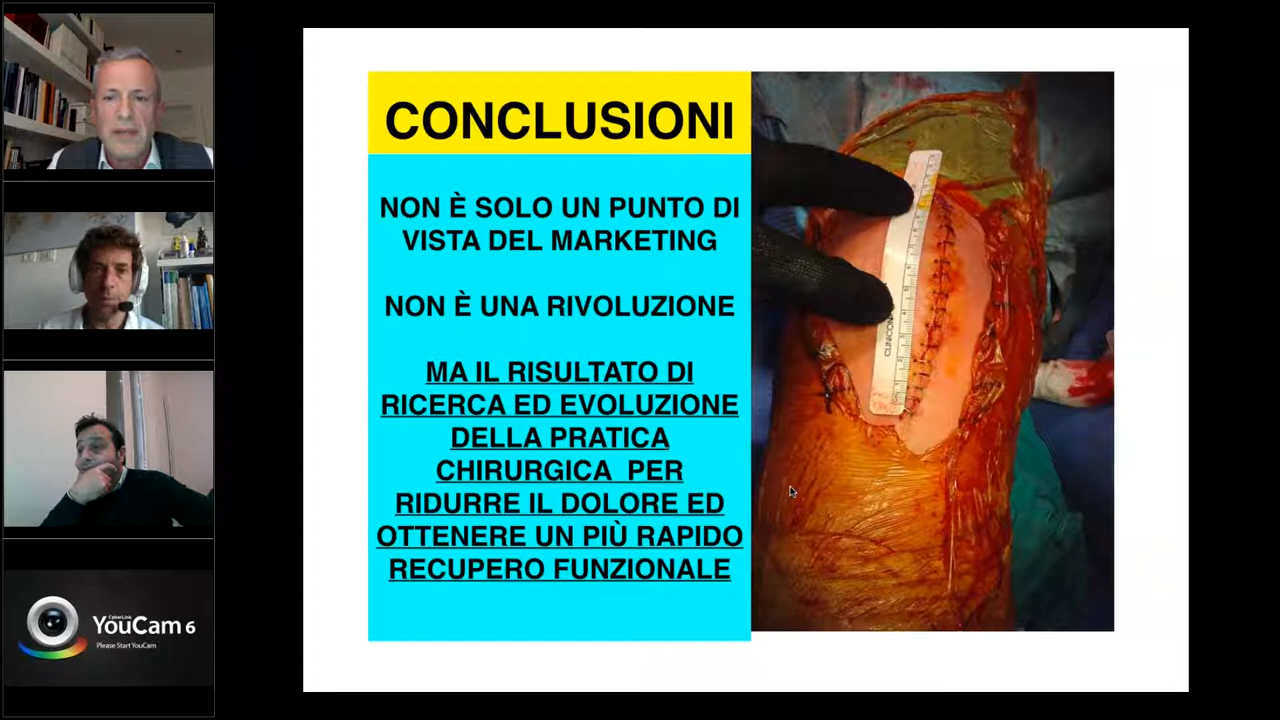 CONCLUSIONI
NON È SOLO UN PUNTO DI
VISTA DEL MARKETING
NON È UNA RIVOLUZIONE
MA IL RISULTATO DI
RICERCA ED EVOLUZIONE
DELLA PRATICA
CHIRURGICA PER
RIDURRE IL DOLORE ED
OTTENERE UN PIÙ RAPIDO
RECUPERO FUNZIONALE
CyberLink
YouCam 6
Please Start YouCam